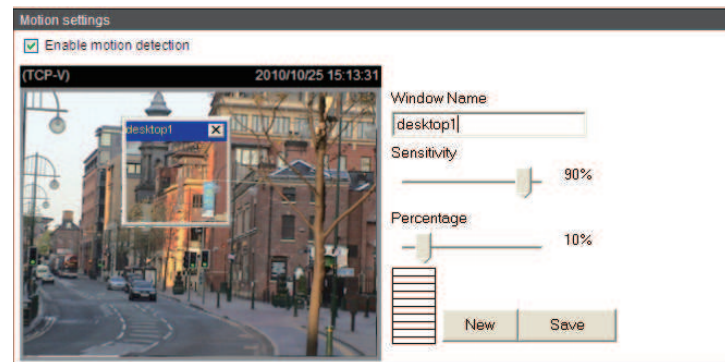 Motion settings
Enable motion detection
(TCP-V) 2010/10/25 15:13:31
desktop1
Window Name
desktop1
Sensitivity
90%
Percentage
10%
New Save